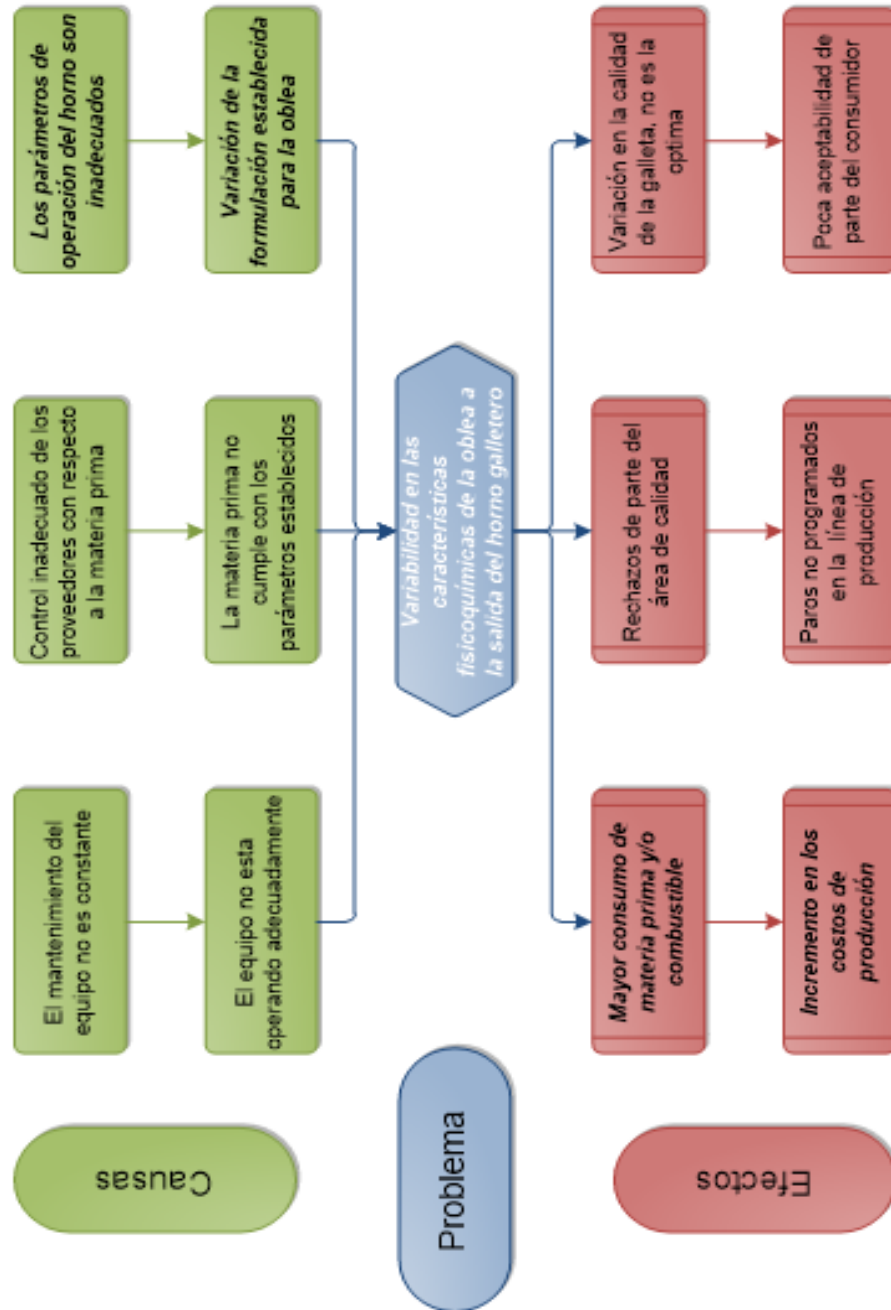 Causas
El mantenimiento del
equipo no es constante
Control inadecuado de los
proveedores con respecto
a la materia prima
Los parámetros de
operación del horno son
inadecuados
El equipo no esta
operando adecuadamente
La materia prima no
cumple con los
parámetros establecidos
Variación de la
formulación establecida
para la oblea
Problema
Variabilidad en las
características
fisicoquímicas de la oblea a
la salida del horno galletero
Efectos
Mayor consumo de
materia prima y/o
combustible
Rechazos de parte del
área de calidad
Variación en la calidad
de la galleta, no es la
optima
Incremento en los
costos de
producción
Paros no programados
en la línea de
producción
Poca aceptabilidad de
parte del consumidor